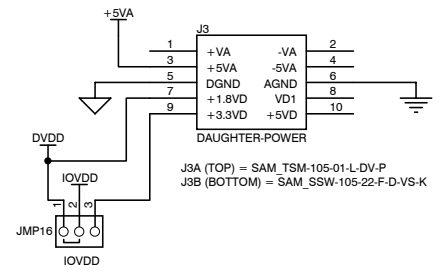 +5VA
J3
1 +VA -VA 2
3 +5VA -5VA 4
5 DGND AGND 6
7 +1.8VD VD1 8
9 +3.3VD +5VD 10
DAUGHTER-POWER
DVDD
IOVDD
J3A (TOP) = SAM_TSM-105-01-L-DV-P
J3B (BOTTOM) = SAM_SSW-105-22-F-D-VS-K
1 2 3
JMP16
IOVDD